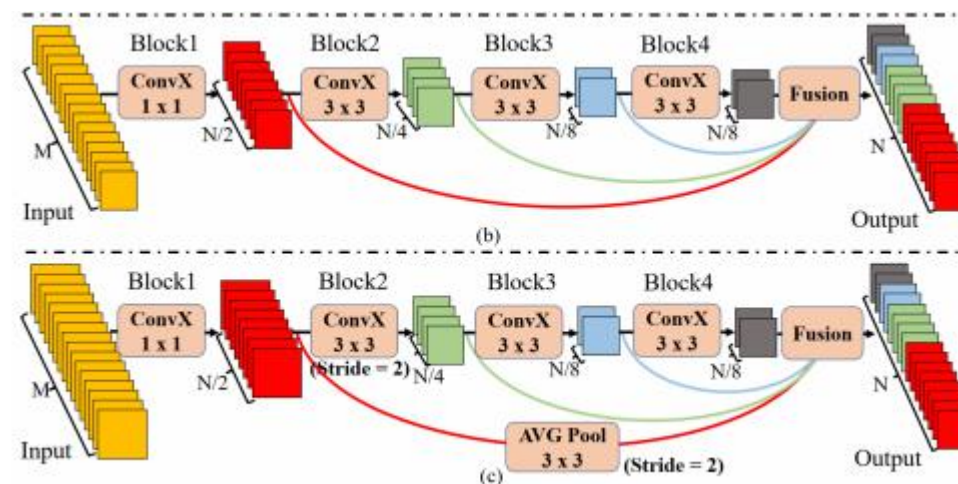 Block1 Block2 Block3 Block4
ConvX
1 x 1
ConvX
3 x 3
ConvX
3 x 3
ConvX
3 x 3
Fusion
M
N/2
N/4
N/8
N/8
N
Input
Output
(b)
Block1 Block2 Block3 Block4
ConvX
1 x 1
ConvX
3 x 3
ConvX
3 x 3
ConvX
3 x 3
Fusion
(Stride = 2)
M
N/2
N/4
N/8
N/8
N
AVG Pool
3 x 3
(Stride = 2)
Input
Output
(c)